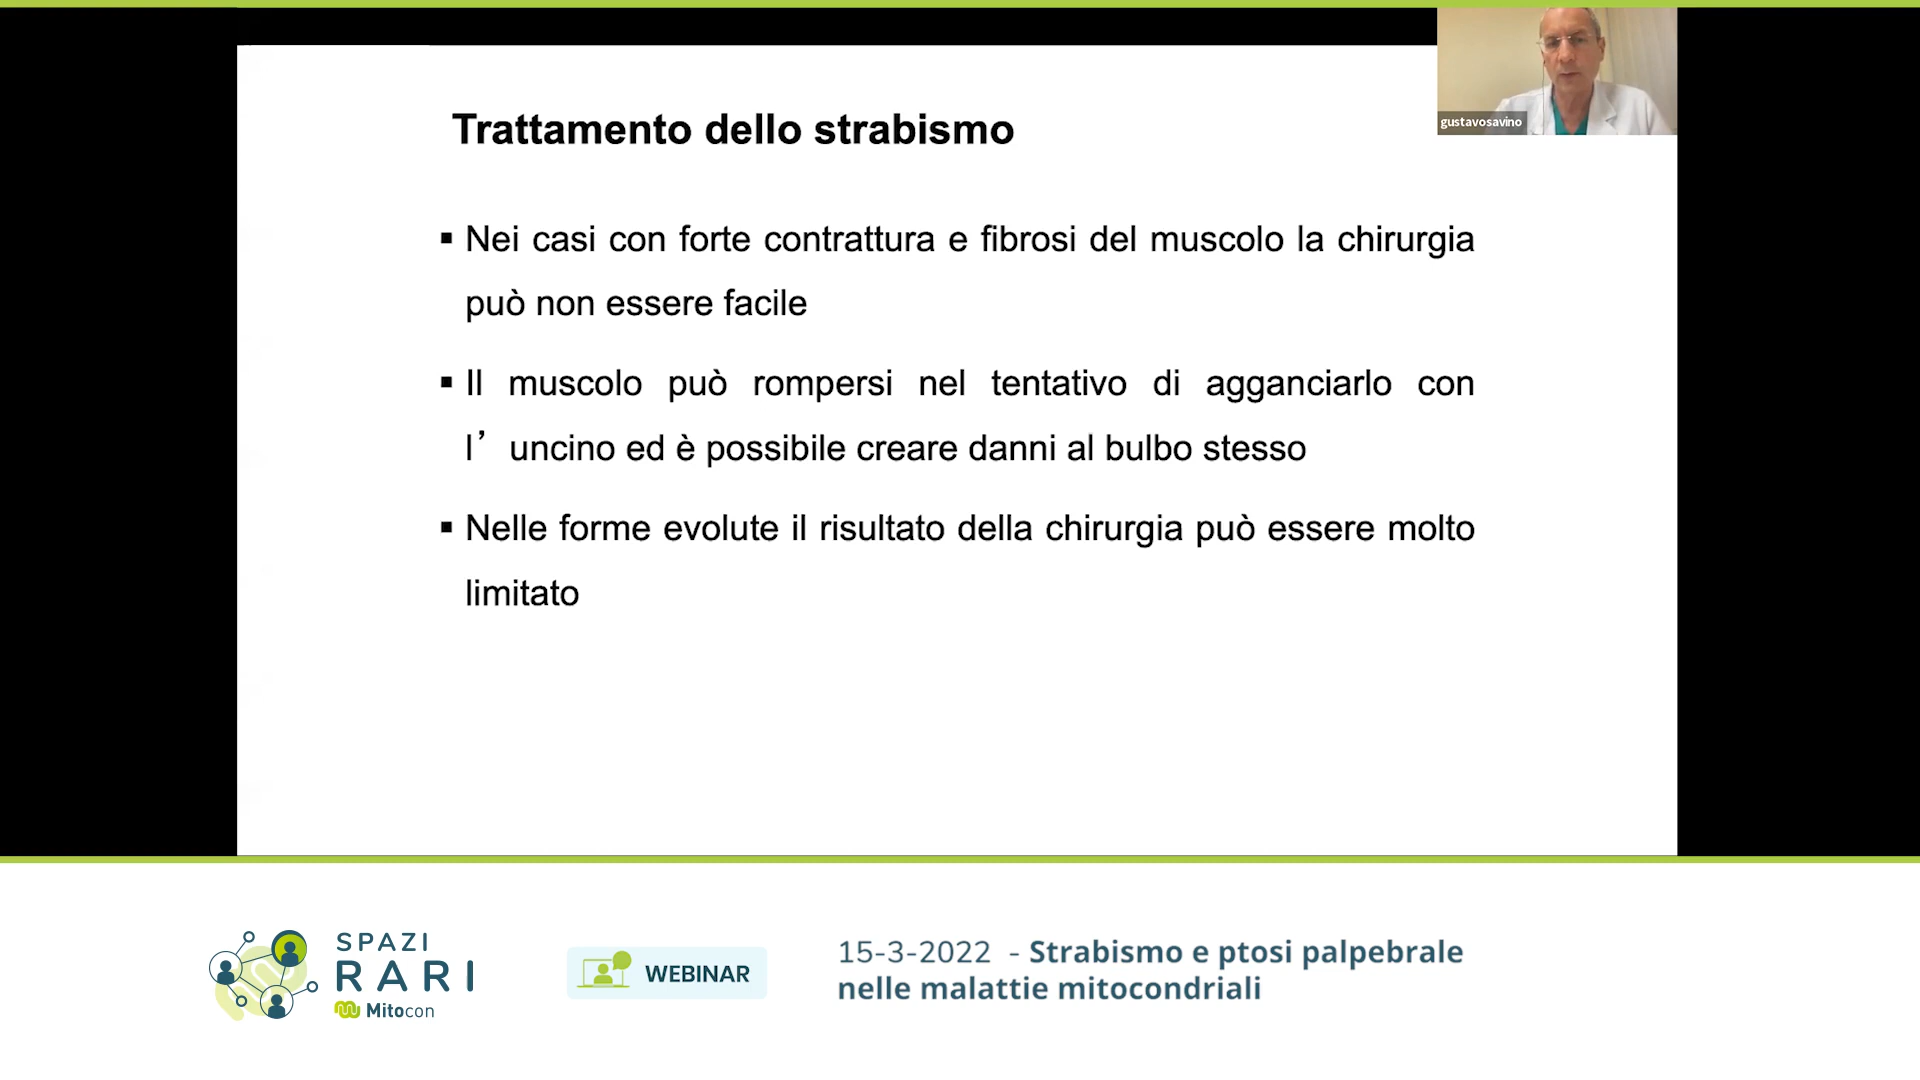 gustavosavino
Trattamento dello strabismo
▪ Nei casi con forte contrattura e fibrosi del muscolo la chirurgia
può non essere facile
▪ Il muscolo può rompersi nel tentativo di agganciarlo con
l’ uncino ed è possibile creare danni al bulbo stesso
▪ Nelle forme evolute il risultato della chirurgia può essere molto
limitato
SPAZI
RARI
Mitocon
WEBINAR
15-3-2022 - Strabismo e ptosi palpebrale
nelle malattie mitocondriali